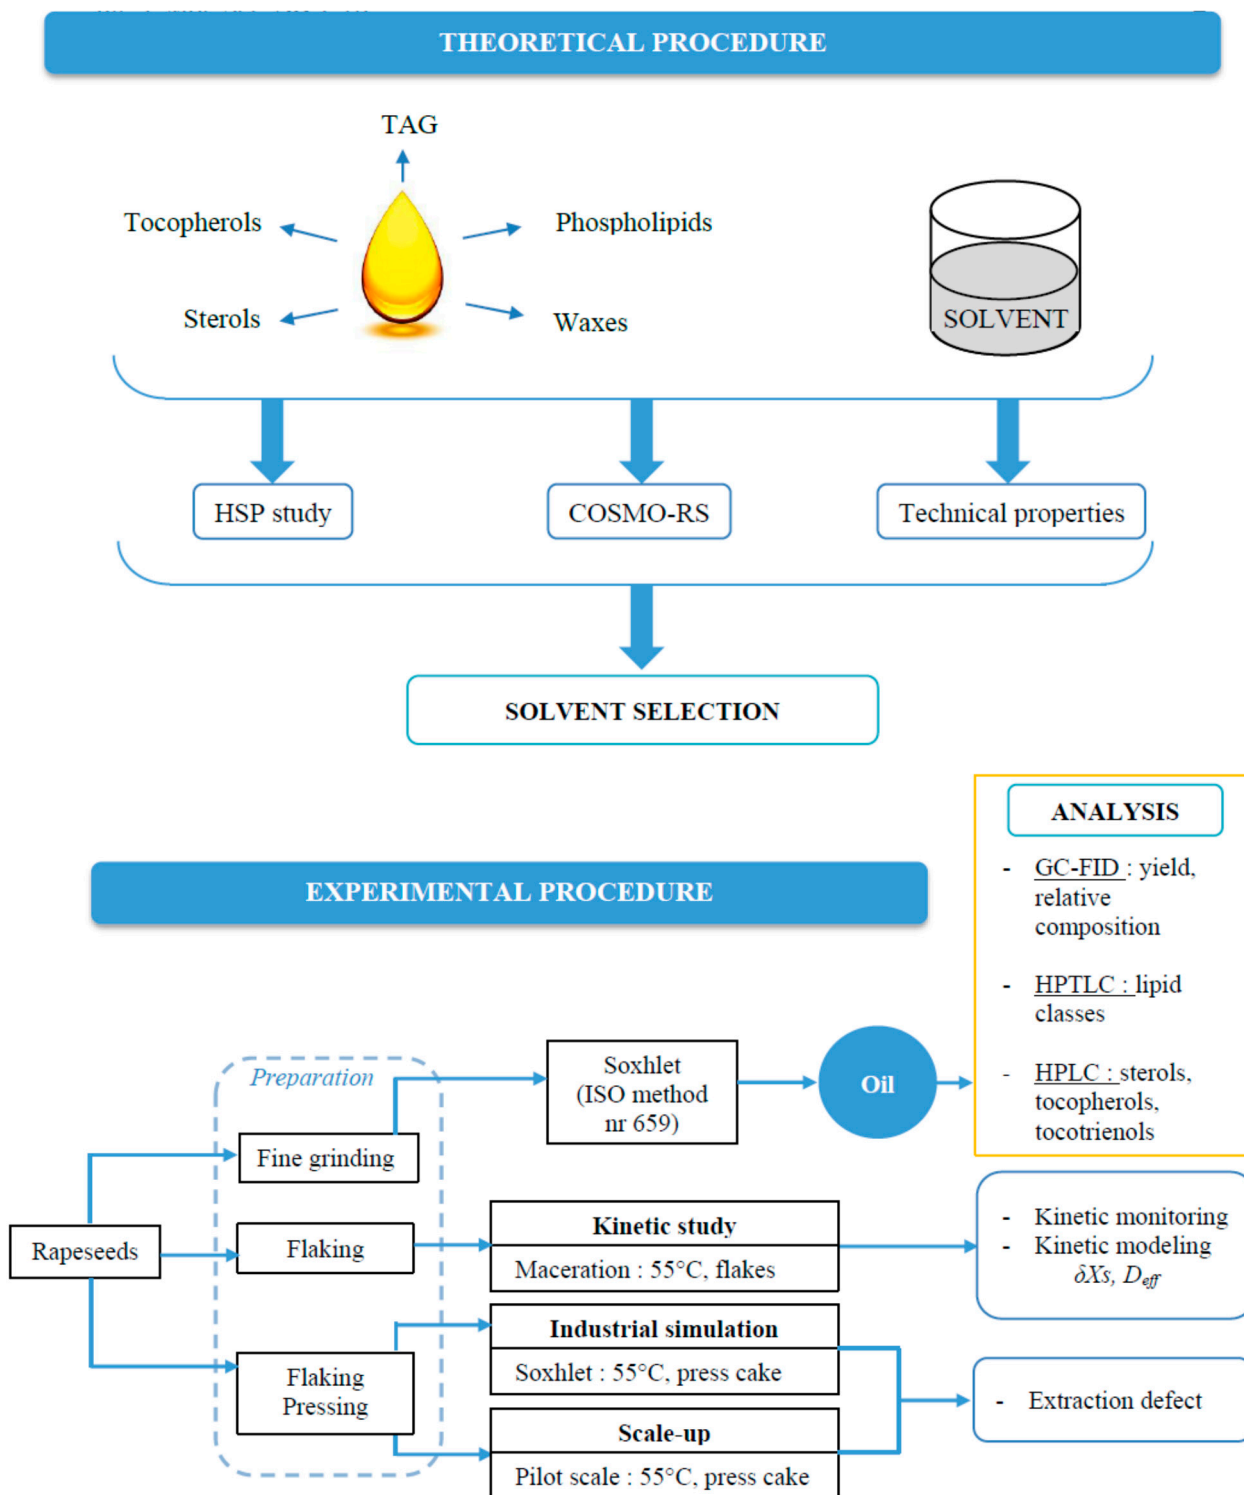 THEORETICAL PROCEDURE
TAG
Tocopherols
Phospholipids
Sterols
Waxes
SOLVENT
HSP study
COSMO-RS
Technical properties
SOLVENT SELECTION
EXPERIMENTAL PROCEDURE
ANALYSIS
- GC-FID : yield,
relative
composition
- HPTLC : lipid
classes
- HPLC : sterols,
tocopherols,
tocotrienols
Preparation
Soxhlet
(ISO method
nr 659)
Oil
Fine grinding
Rapeseeds
Flaking
Kinetic study
Maceration : 55°C, flakes
- Kinetic monitoring
- Kinetic modeling
δXs, Deff
Flaking
Pressing
Industrial simulation
Soxhlet : 55°C, press cake
Scale-up
Pilot scale : 55°C, press cake
- Extraction defect